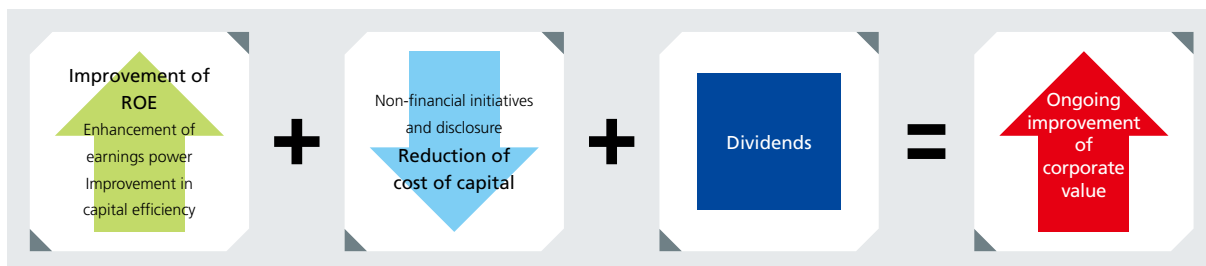 Improvement of
ROE
Enhancement of
earnings power
Improvement in
capital efficiency
+
Non-financial initiatives
and disclosure
Reduction of
cost of capital
+
Dividends
=
Ongoing
improvement
of
corporate
value